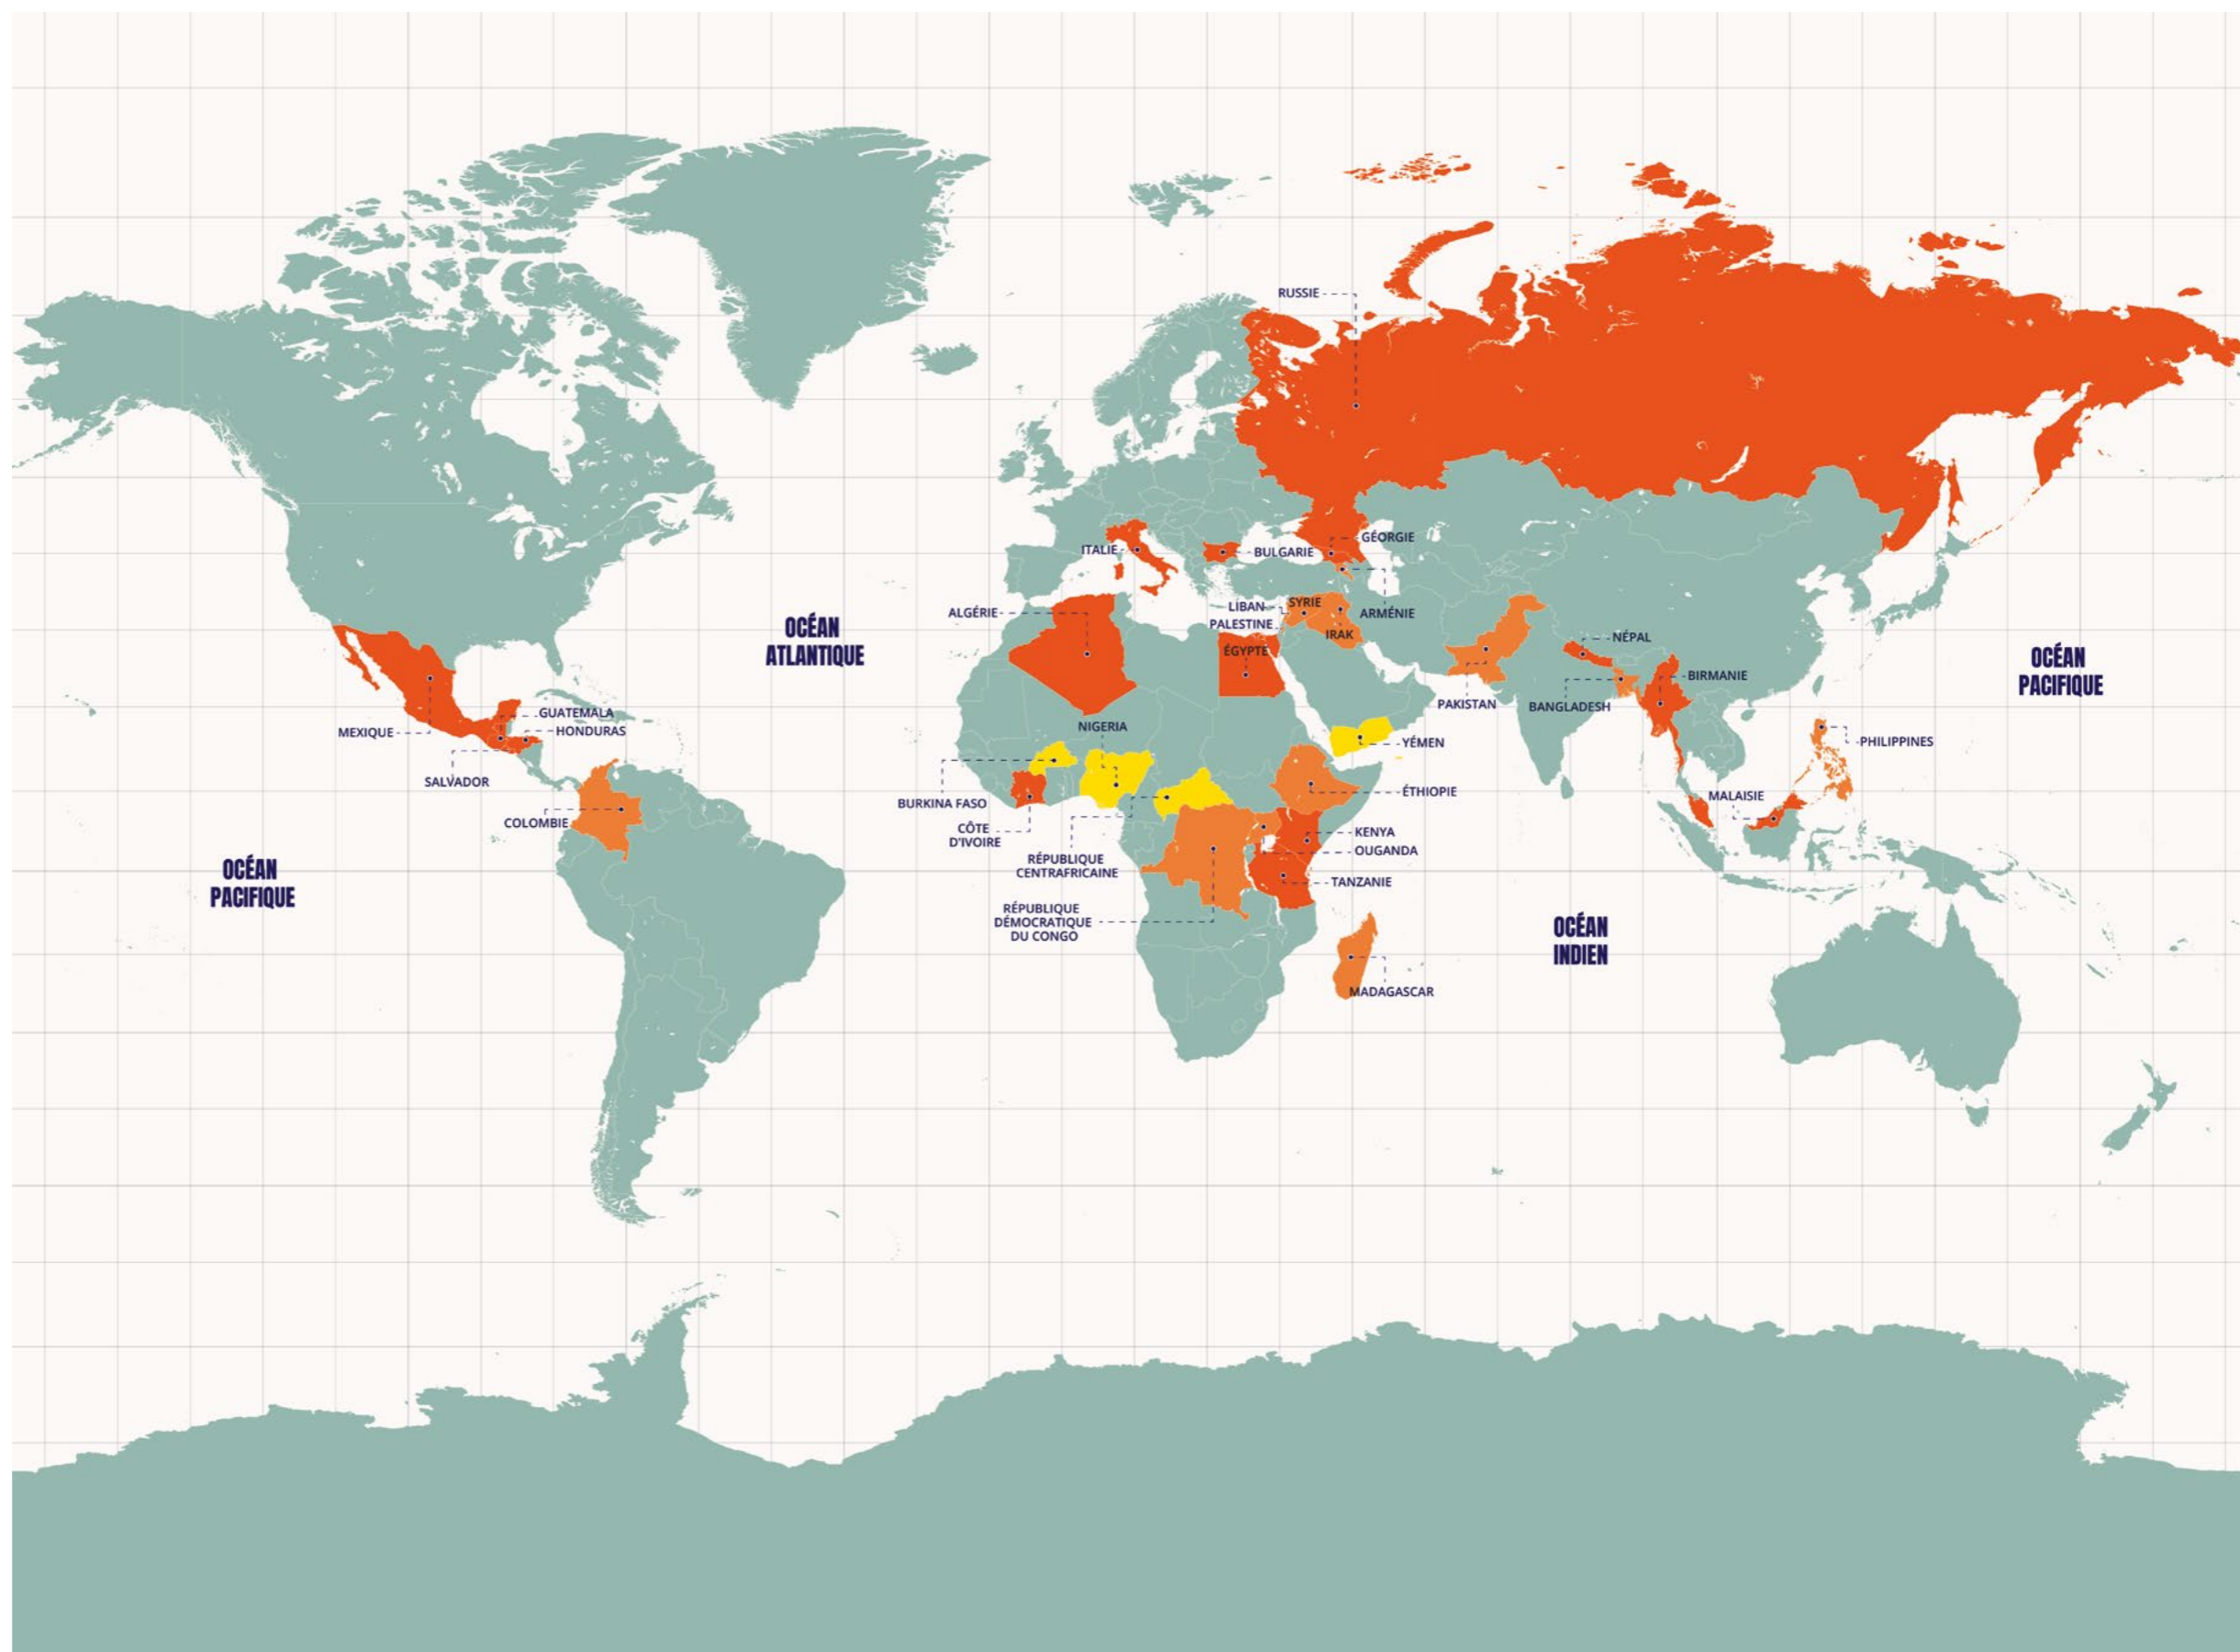 RUSSIE
GÉORGIE
ITALIE
BULGARIE
ALGÉRIE
LIBAN
SYRIE
ARMÉNIE
PALESTINE
IRAK
ÉGYPTE
NÉPAL
OCÉAN
ATLANTIQUE
OCÉAN
PACIFIQUE
BIRMANIE
PAKISTAN
BANGLADESH
GUATEMALA
HONDURAS
MEXIQUE
NIGERIA
YÉMEN
PHILIPPINES
SALVADOR
ÉTHIOPIE
MALAISIE
BURKINA FASO
COLOMBIE
CÔTE
D'IVOIRE
KENYA
OUGANDA
RÉPUBLIQUE
CENTRAFRICAINE
TANZANIE
OCÉAN
PACIFIQUE
RÉPUBLIQUE
DÉMOCRATIQUE
DU CONGO
OCÉAN
INDIEN
MADAGASCAR